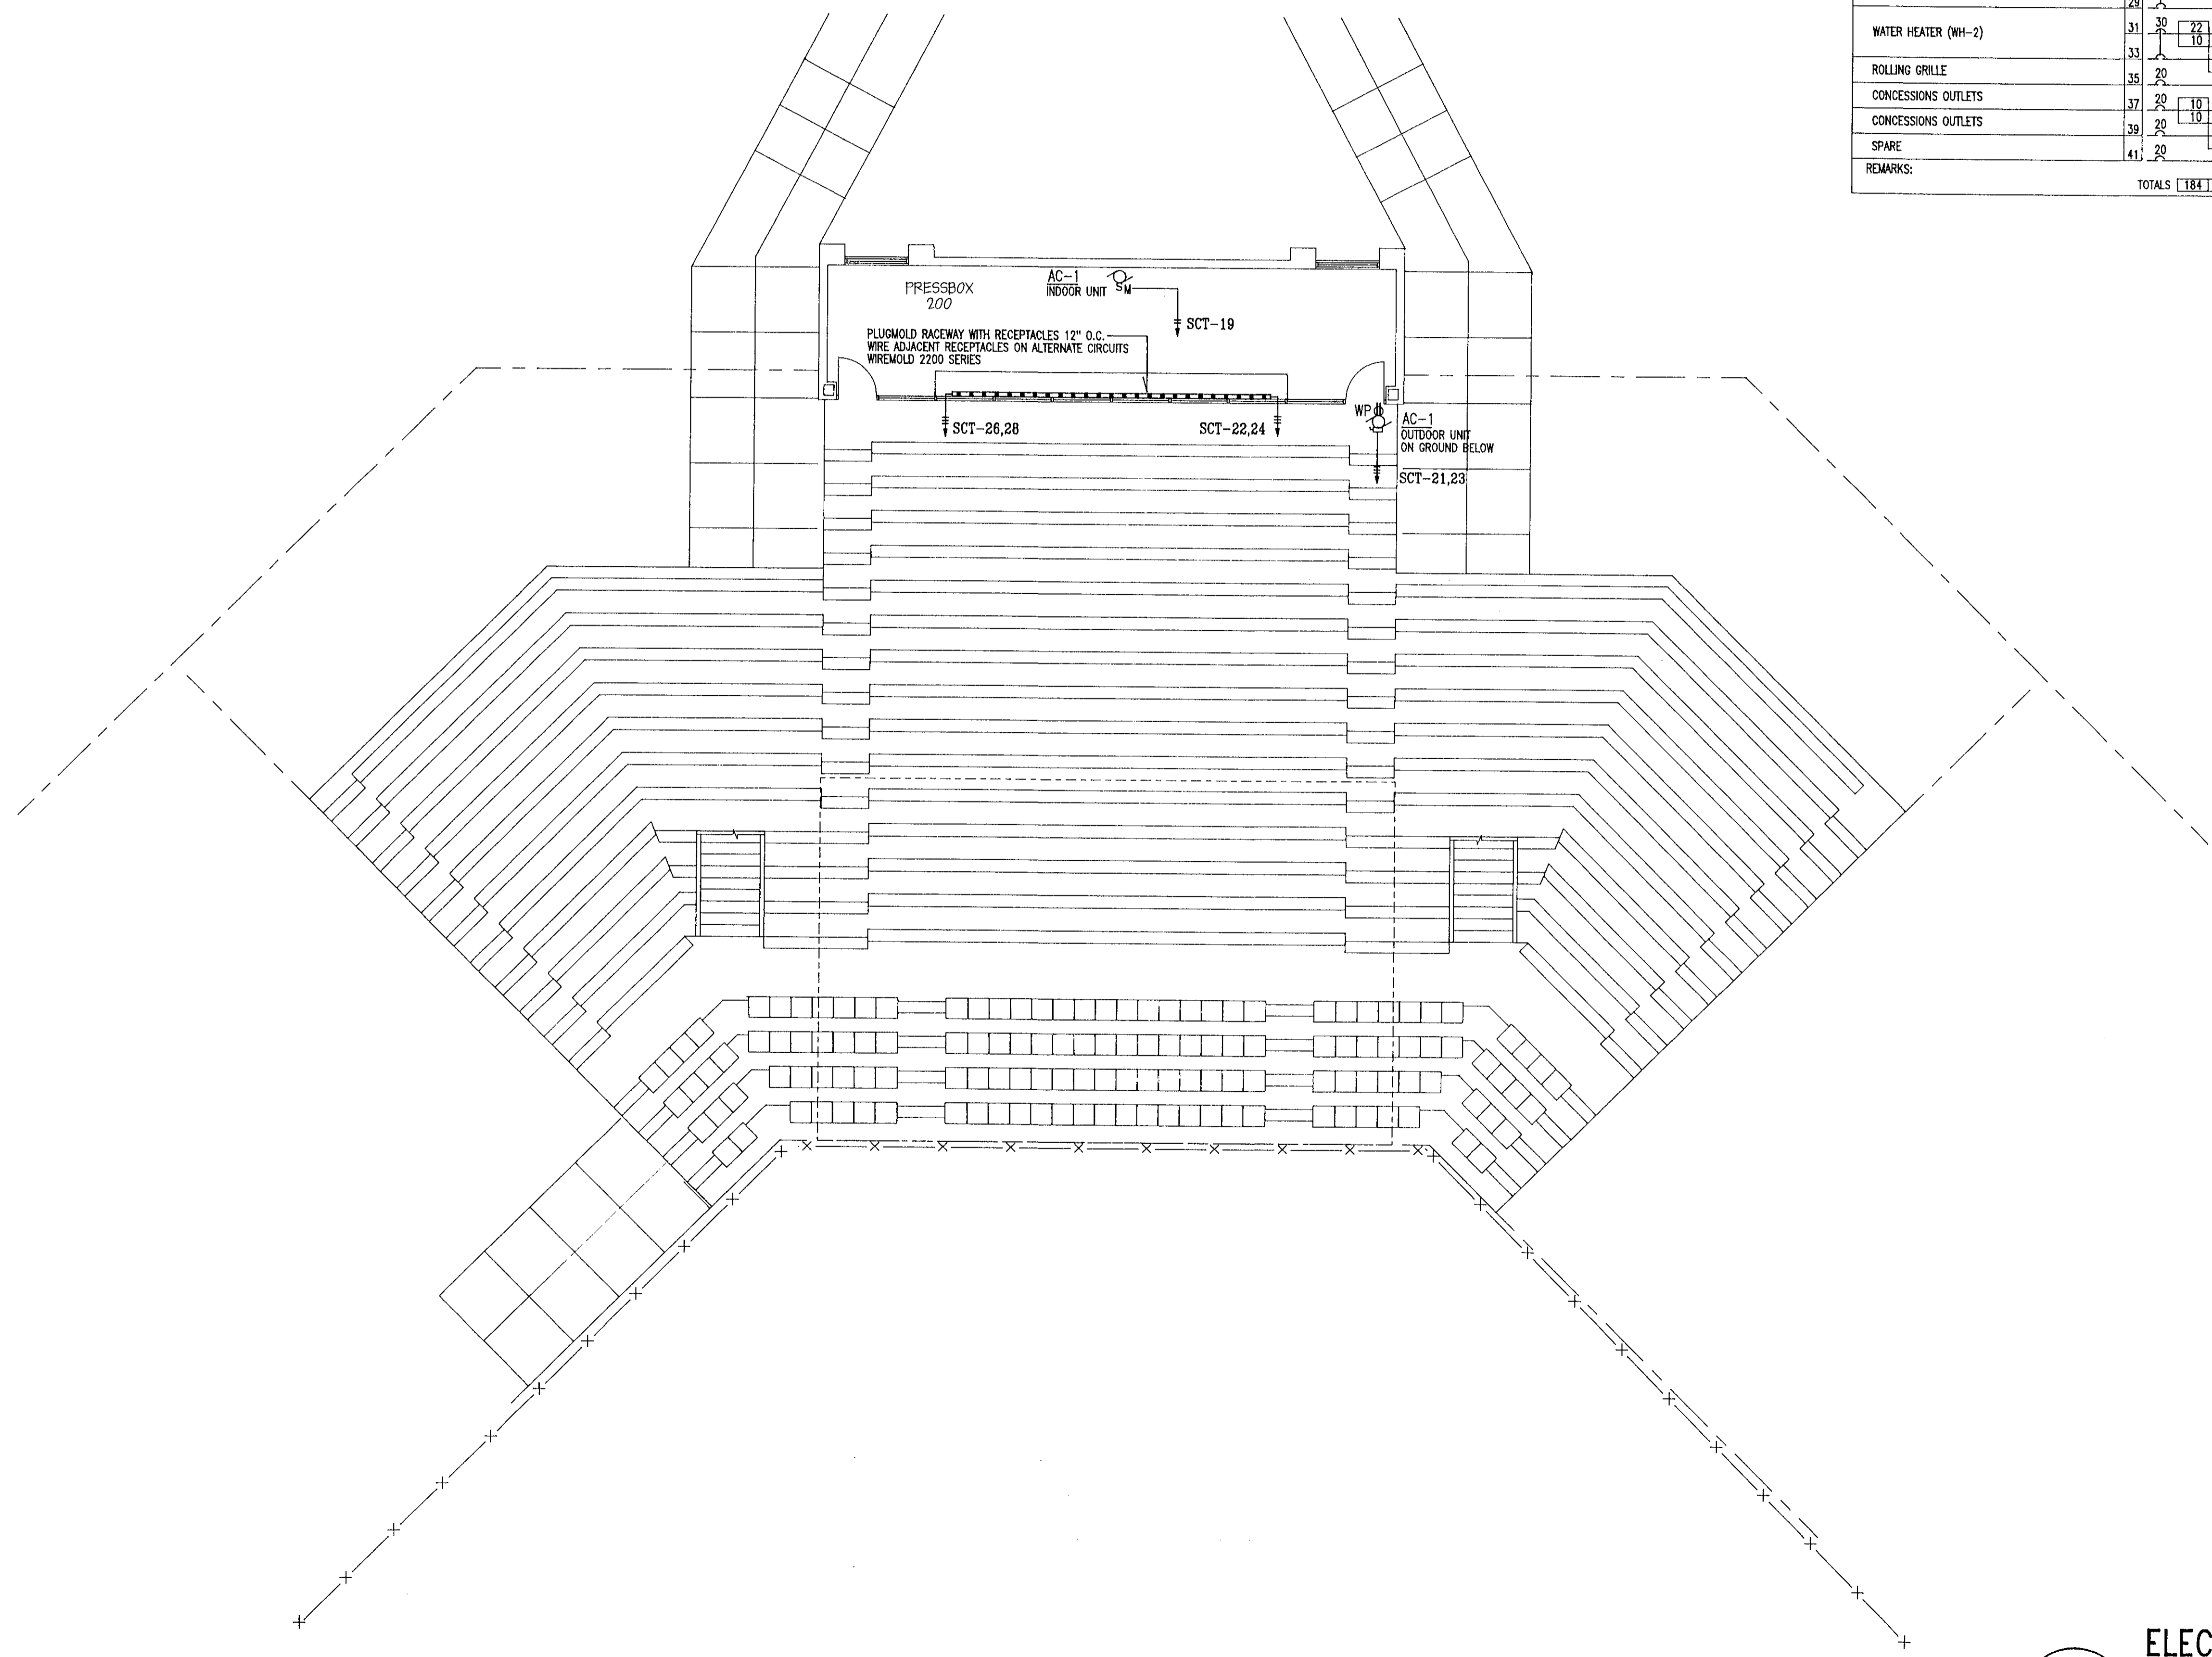 29
WATER HEATER (WH-2) 31 30 22
10
33
ROLLING GRILLE 35 20
CONCESSIONS OUTLETS 37 20 10
10
CONCESSIONS OUTLETS 39 20
SPARE 41 20
REMARKS:
TOTALS 184
PRESSBOX
200
AC-1
INDOOR UNIT
S M
SCT-19
PLUGMOLD RACEWAY WITH RECEPTACLES 12" O.C.
WIRE ADJACENT RECEPTACLES ON ALTERNATE CIRCUITS
WIREMOLD 2200 SERIES
SCT-26,28
SCT-22,24
WP
AC-1
OUTDOOR UNIT
ON GROUND BELOW
SCT-21,23
ELEC